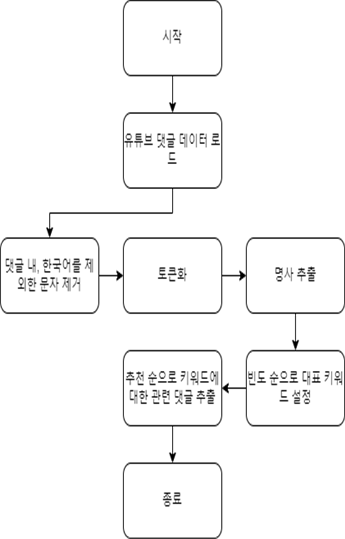 시작
유튜브 댓글 데이터 로
드
댓글 내, 한국어를 제
외한 문자 제거
토큰화
명사 추출
빈도 순으로 대표 키워
드 설정
추천 순으로 키워드에
대한 관련 댓글 추출
종료